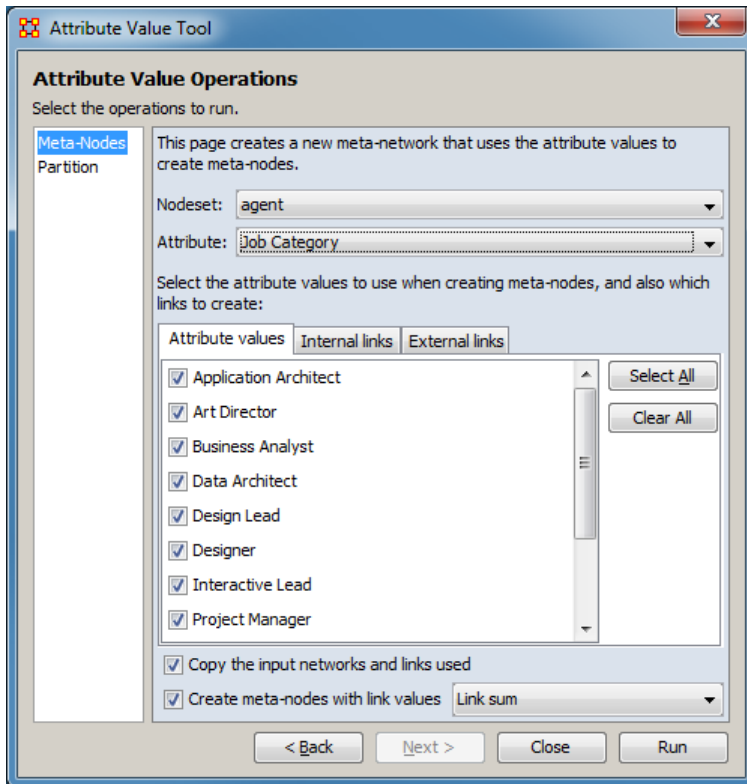 Attribute Value Tool
Attribute Value Operations
Select the operations to run.
Meta-Nodes
Partition
This page creates a new meta-network that uses the attribute values to
create meta-nodes.
Nodeset: agent
Attribute: Job Category
Select the attribute values to use when creating meta-nodes, and also which
links to create:
Attribute values Internal links External links
Application Architect
Art Director
Business Analyst
Data Architect
Design Lead
Designer
Interactive Lead
Project Manager
Select All
Clear All
Copy the input networks and links used
Create meta-nodes with link values Link sum
< Back Next > Close Run